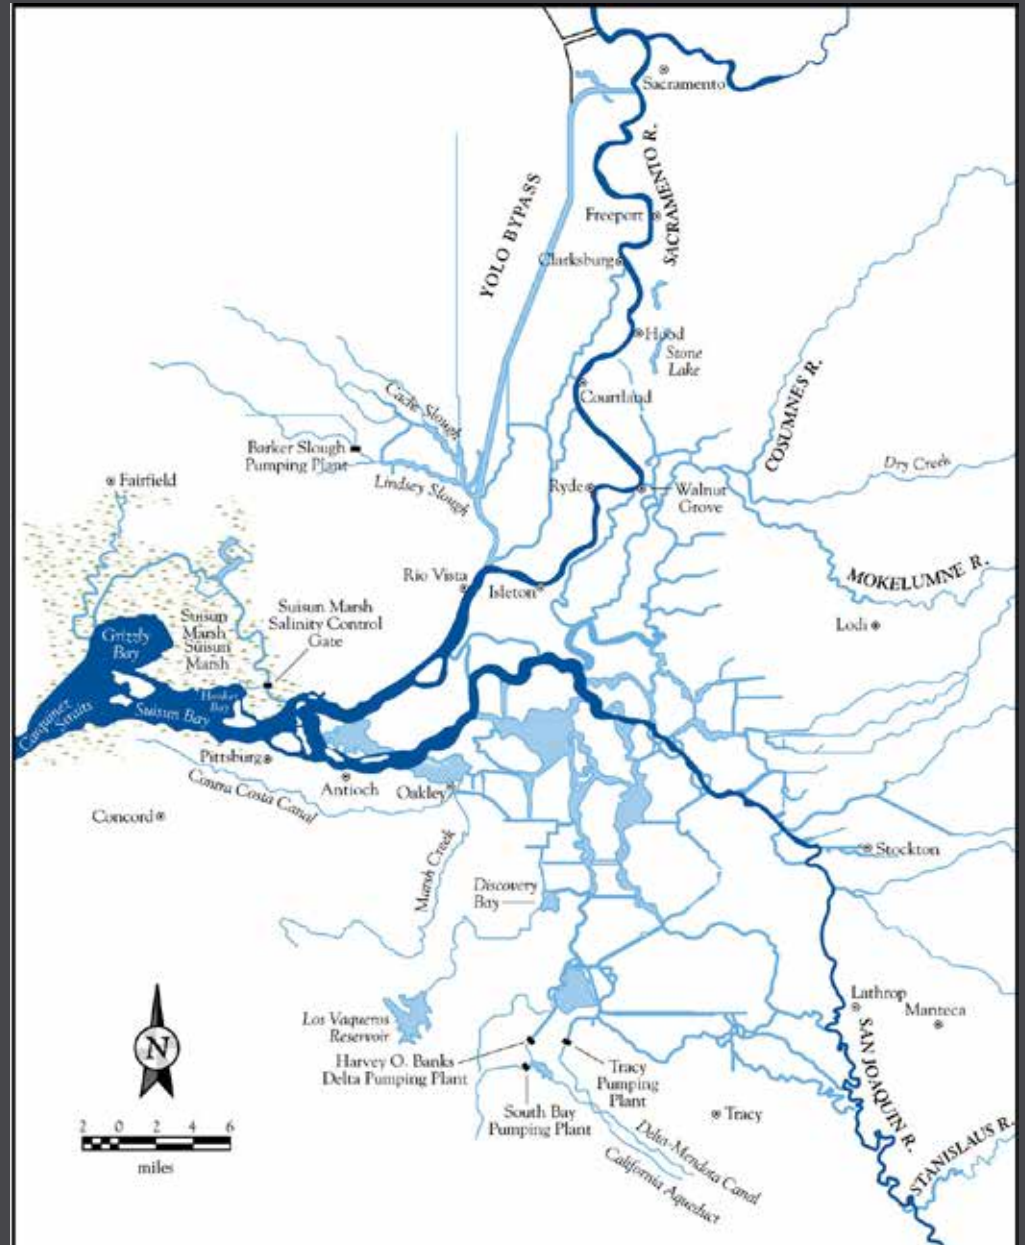 Sacramento
SACRAMENTO R.
YOLO BYPASS
Freeport
Clarksburg
Hood
Stone
Lake
Courtland
COSUMNES R.
Cache Slough
Barker Slough
Pumping Plant
Dry Creek
Lindsey Slough
Fairfield
Ryde
Walnut
Grove
Rio Vista
Isleton
MOKELUMNE R.
Suisun Marsh
Salinity Control
Gate
Suisun
Marsh
Suisun
Marsh
Lodi
Grizzly
Bay
Honker
Bay
Suisun Bay
Carquinez
Straits
Pittsburg
Antioch
Oakley
Contra Costa Canal
Concord
Stockton
Marsh Creek
Discovery
Bay
Lathrop
Manteca
Los Vaqueros
Reservoir
N
Harvey O. Banks
Delta Pumping Plant
Tracy
Pumping
Plant
SAN JOAQUIN R.
South Bay
Pumping Plant
Tracy
2 0 2 4 6
miles
Delta-Mendota Canal
California Aqueduct
STANISLAUS R.